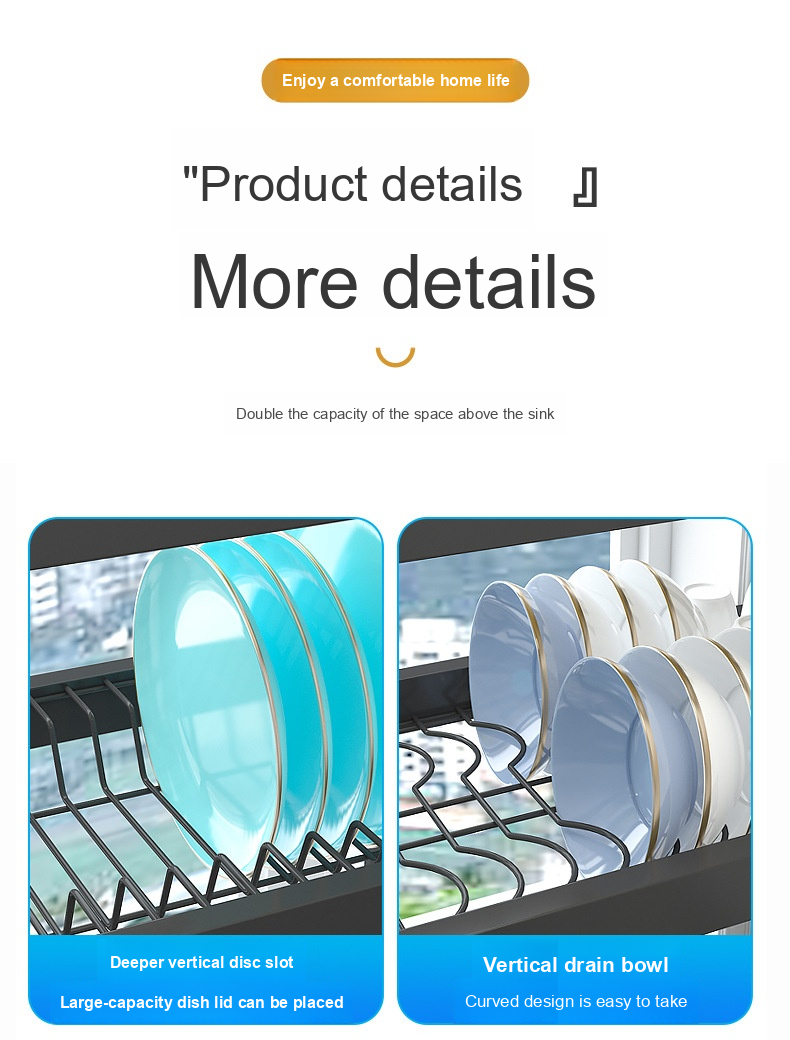 Enjoy a comfortable home life
"Product details 』
More details
Double the capacity of the space above the sink
Deeper vertical disc slot
Large-capacity dish lid can be placed
Vertical drain bowl
Curved design is easy to take